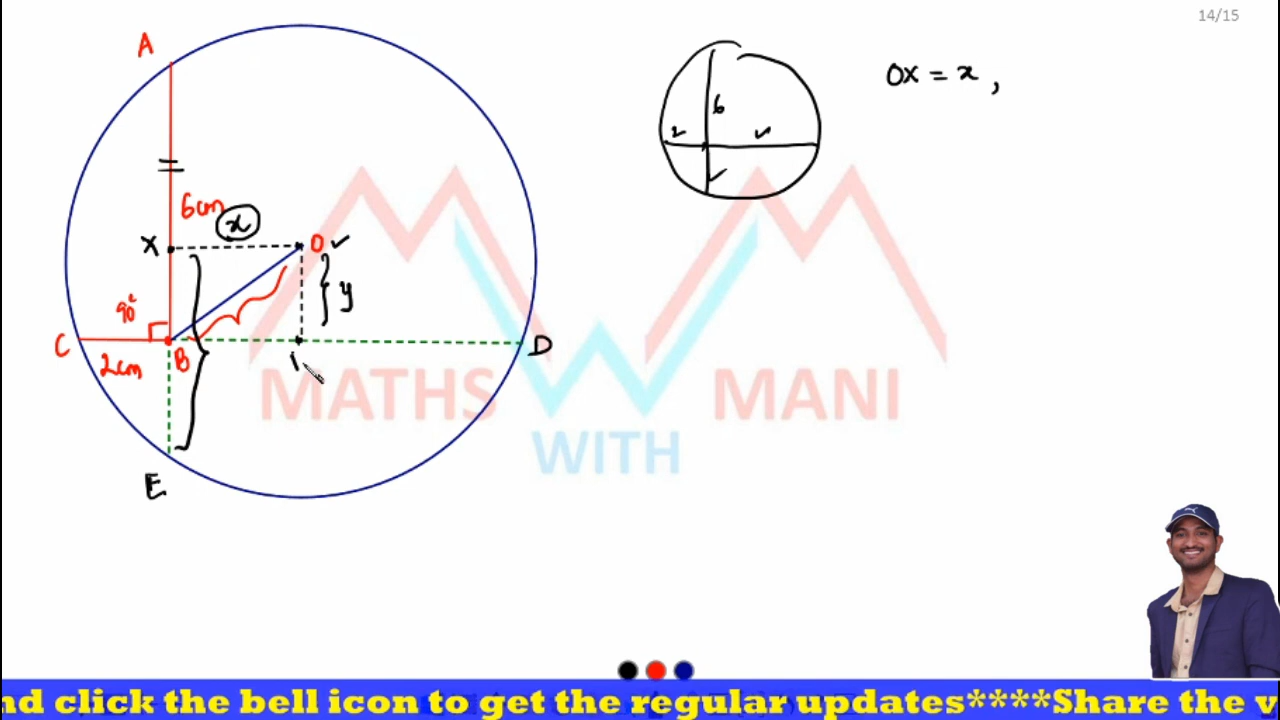 14/15
A
6
2
OX = x ,
6cm
x
X
O
y
90°
C
2cm
B
D
E
MATHS
WITH
MANI
nd click the bell icon to get the regular updates****Share the v